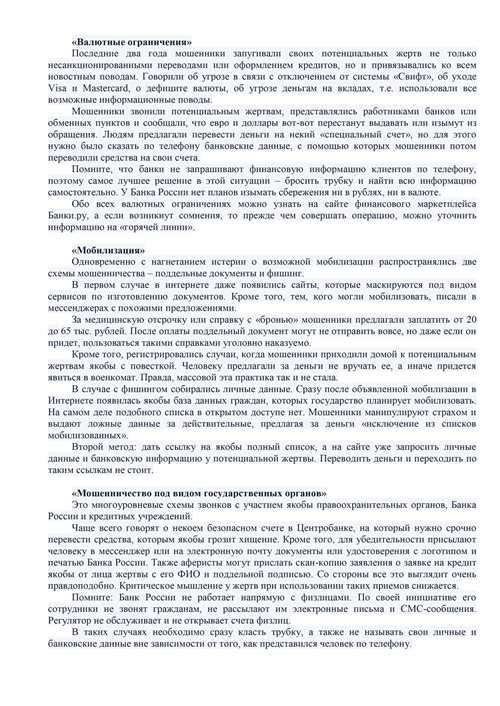 «Валютные ограничения»
Последние два года мошенники запугивали своих потенциальных жертв не только
несанкционированными переводами или оформлением кредитов, но и привязывались ко всем
новостным поводам. Говорили об угрозе в связи с отключением от системы «Свифт», об уходе
Visa и Mastercard, о дефиците валюты, об угрозе деньгам на вкладах, т.е. использовали все
возможные информационные поводы.
Мошенники звонили потенциальным жертвам, представлялись работниками банков или
обменных пунктов и сообщали, что евро и доллары вот-вот перестанут выдавать или изымут из
обращения. Людям предлагали перевести деньги на некий «специальный счет», но для этого
нужно было сказать по телефону банковские данные, с помощью которых мошенники потом
переводили средства на свои счета.
Помните, что банки не запрашивают финансовую информацию клиентов по телефону,
поэтому самое лучшее решение в этой ситуации – бросить трубку и найти всю информацию
самостоятельно. У Банка России нет планов изымать сбережения ни в рублях, ни в валюте.
Обо всех валютных ограничениях можно узнать на сайте финансового маркетплейса
Банки.ру, а если возникнут сомнения, то прежде чем совершать операцию, можно уточнить
информацию на «горячей линии».
«Мобилизация»
Одновременно с нагнетанием истерии о возможной мобилизации распространялись две
схемы мошенничества – поддельные документы и фишинг.
В первом случае в интернете даже появились сайты, которые маскируются под видом
сервисов по изготовлению документов. Кроме того, тем, кого могли мобилизовать, писали в
мессенджерах с похожими предложениями.
За медицинскую отсрочку или справку с «бронью» мошенники предлагали заплатить от 20
до 65 тыс. рублей. После оплаты поддельный документ могут не отправить вовсе, но даже если он
придет, пользоваться такими справками уголовно наказуемо.
Кроме того, регистрировались случаи, когда мошенники приходили домой к потенциальным
жертвам якобы с повесткой. Человеку предлагали за деньги не вручать ее, а иначе придется
явиться в военкомат. Правда, массовой эта практика так и не стала.
В случае с фишингом собирались личные данные. Сразу после объявленной мобилизации в
Интернете появилась якобы база данных граждан, которых государство планирует мобилизовать.
На самом деле подобного списка в открытом доступе нет. Мошенники манипулируют страхом и
выдают ложные данные за действительные, предлагая за деньги «исключение из списков
мобилизованных».
Второй метод: дать ссылку на якобы полный список, а на сайте уже запросить личные
данные и банковскую информацию у потенциальной жертвы. Переводить деньги и переходить по
таким ссылкам не стоит.
«Мошенничество под видом государственных органов»
Это многоуровневые схемы звонков с участием якобы правоохранительных органов, Банка
России и кредитных учреждений.
Чаще всего говорят о некоем безопасном счете в Центробанке, на который нужно срочно
перевести средства, которым якобы грозит хищение. Кроме того, для убедительности присылают
человеку в мессенджер или на электронную почту документы или удостоверения с логотипом и
печатью Банка России. Также аферисты могут прислать скан-копию заявления о заявке на кредит
якобы от лица жертвы с его ФИО и поддельной подписью. Со стороны все это выглядит очень
правдоподобно. Критическое мышление у жертв при использовании таких приемов снижается.
Помните: Банк России не работает напрямую с физлицами. По своей инициативе его
сотрудники не звонят гражданам, не рассылают им электронные письма и СМС-сообщения.
Регулятор не обслуживает и не открывает счета физлиц.
В таких случаях необходимо сразу класть трубку, а также не называть свои личные и
банковские данные вне зависимости от того, как представился человек по телефону.